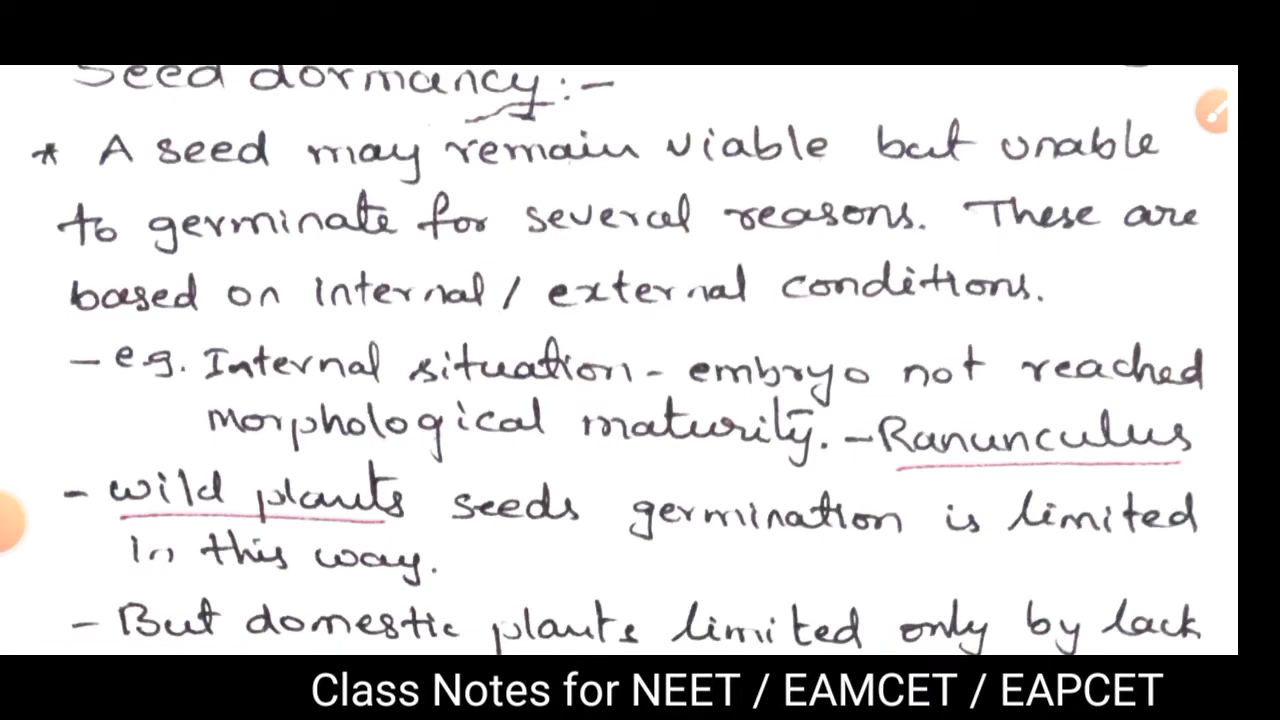 Seed dormancy:-
* A seed may remain viable but unable
to germinate for several reasons. These are
based on internal / external conditions.
- e.g. Internal situation - embryo not reached
morphological maturity. - Ranunculus
- wild plants seeds germination is limited
in this way.
- But domestic plants limited only by lack
Class Notes for NEET / EAMCET / EAPCET